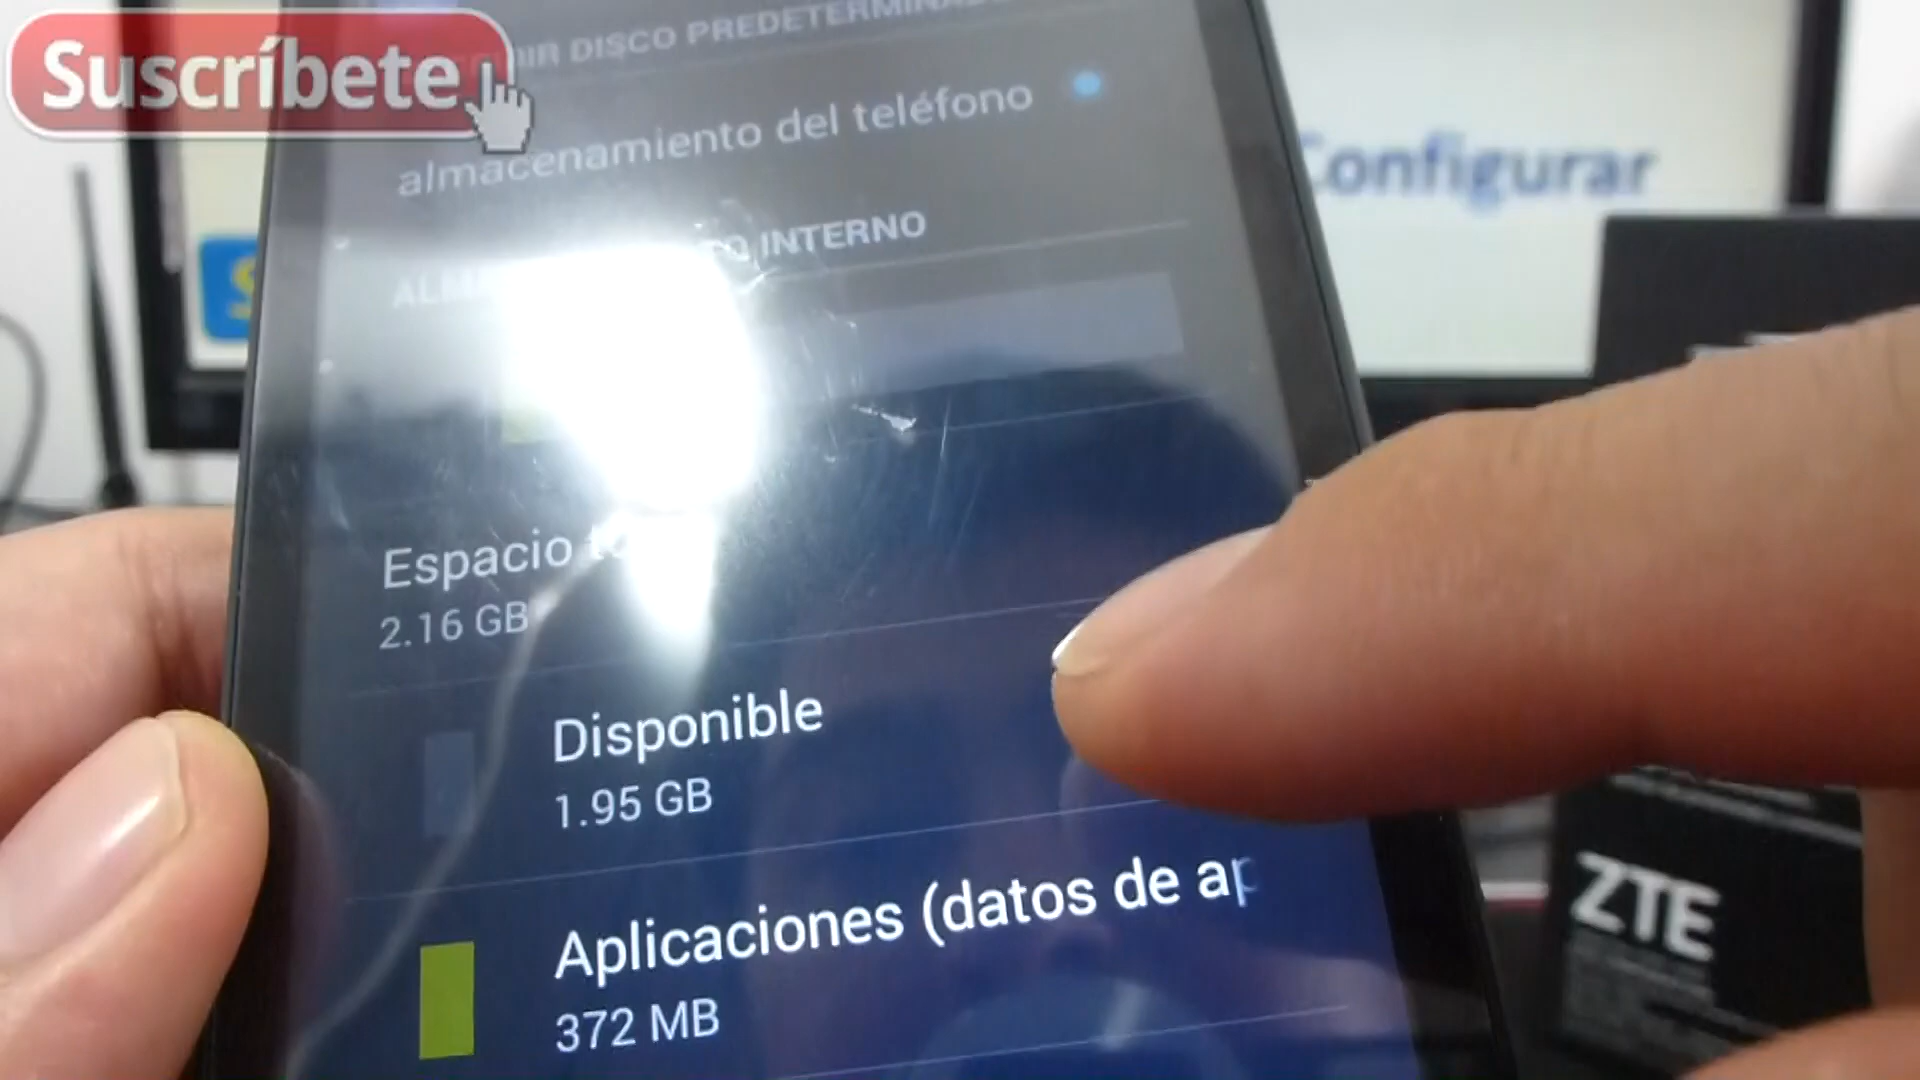 Suscríbete
DISCO PREDETERMINADO
almacenamiento del teléfono
Configurar
INTERNO
Espacio
2.16 GB
Disponible
1.95 GB
Aplicaciones (datos de ap
372 MB
ZTE